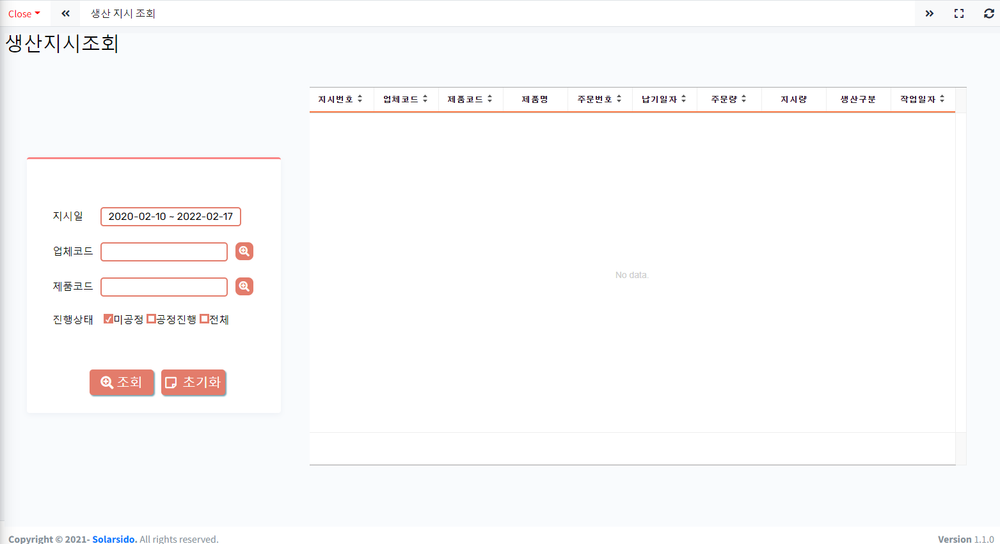 Close
생산 지시 조회
생산지시조회
지시번호 업체코드 제품코드 제품명 주문번호 납기일자 주문량 지시량 생산구분 작업일자
지시일 2020-02-10 ~ 2022-02-17
업체코드
제품코드
진행상태 미공정 공정진행 전체
조회 초기화
No data.
Copyright © 2021- Solarsido. All rights reserved.
Version 1.1.0